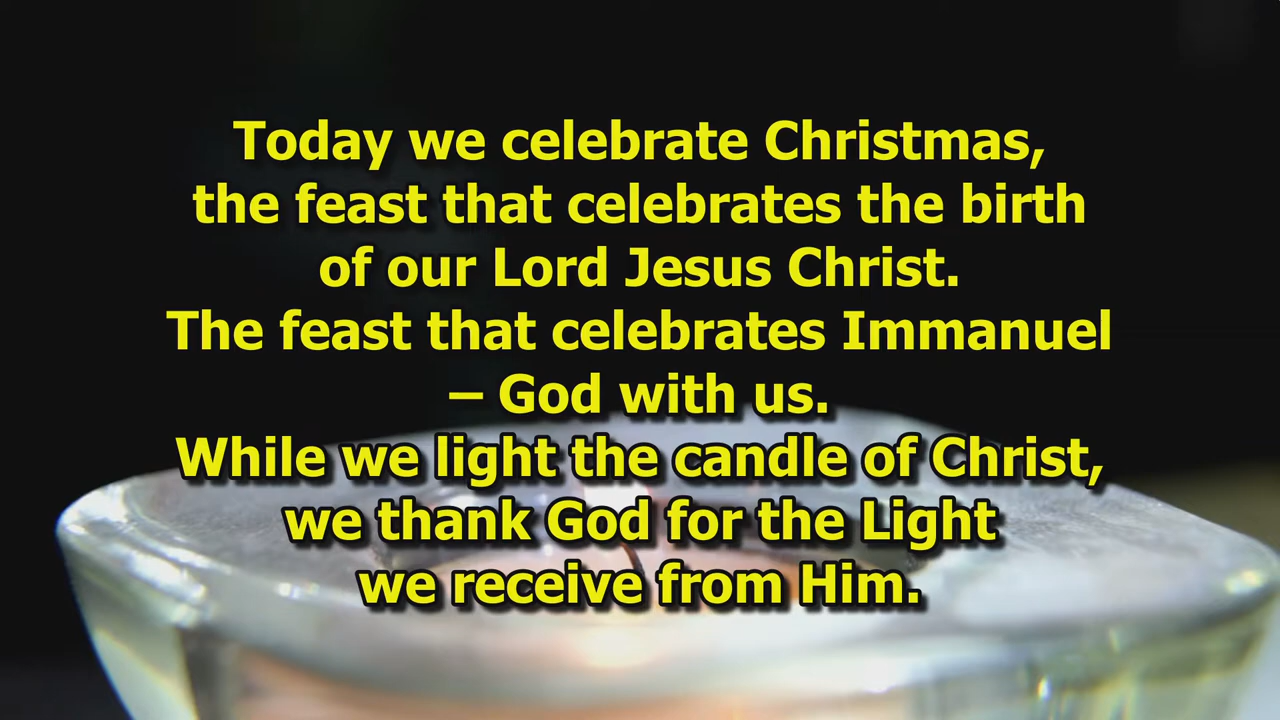 Today we celebrate Christmas,
the feast that celebrates the birth
of our Lord Jesus Christ.
The feast that celebrates Immanuel
– God with us.
While we light the candle of Christ,
we thank God for the Light
we receive from Him.